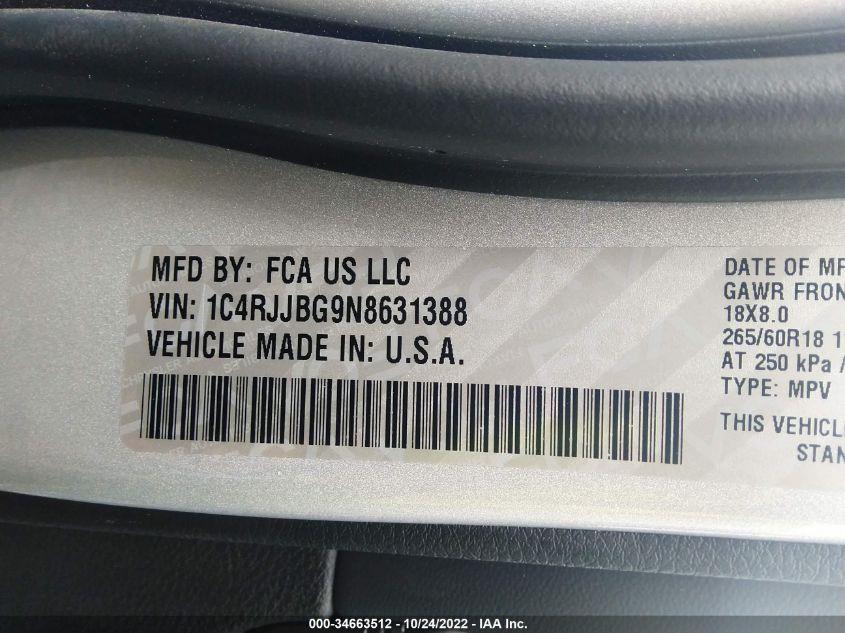 MFD BY: FCA US LLC
VIN: 1C4RJJBG9N8631388
VEHICLE MADE IN: U.S.A.
DATE OF MF
GAWR FRON
18X8.0
265/60R18 1
AT 250 kPa /
TYPE: MPV
THIS VEHICL
STAN
000-34663512 - 10/24/2022 - IAA Inc.